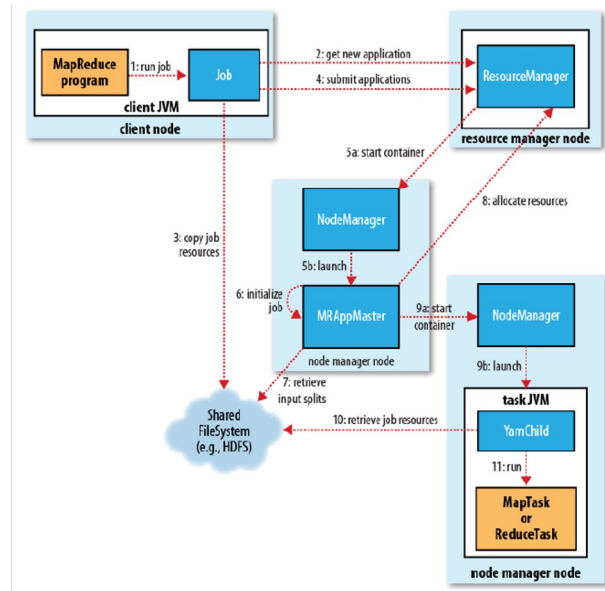 MapReduce
program
1: run job
Job
client JVM
client node
2: get new application
4: submit applications
ResourceManager
resource manager node
5a: start container
8: allocate resources
3: copy job
resources
NodeManager
5b: launch
6: initialize
job
MRAppMaster
node manager node
9a: start
container
NodeManager
9b: launch
7: retrieve
input splits
Shared
FileSystem
(e.g., HDFS)
10: retrieve job resources
task JVM
YarnChild
11: run
MapTask
or
ReduceTask
node manager node